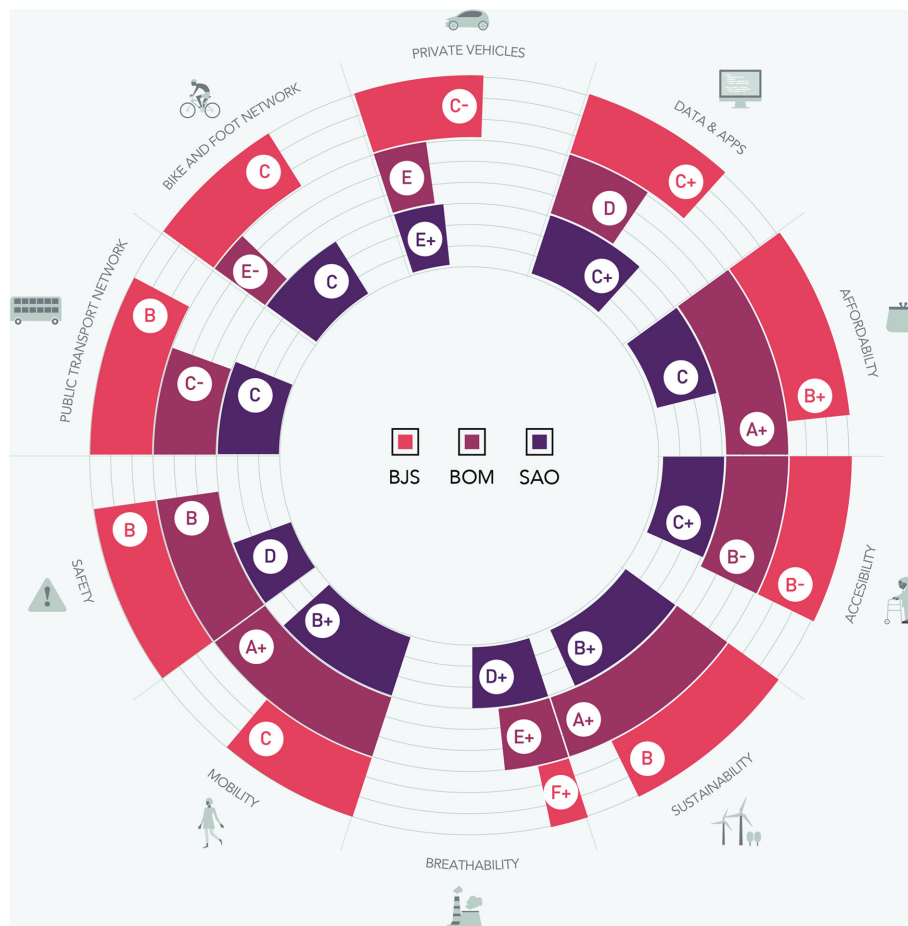 PRIVATE VEHICLES
C-
E
E+
DATA & APPS
C+
D
C+
AFFORDABILTY
B+
A+
C
ACCESIBILITY
B-
B-
C+
SUSTAINABILITY
B
A+
B+
BREATHABILITY
F+
E+
D+
MOBILITY
C
A+
B+
SAFETY
B
B
D
PUBLIC TRANSPORT NETWORK
B
C-
C
BIKE AND FOOT NETWORK
C
E-
C
BJS
BOM
SAO